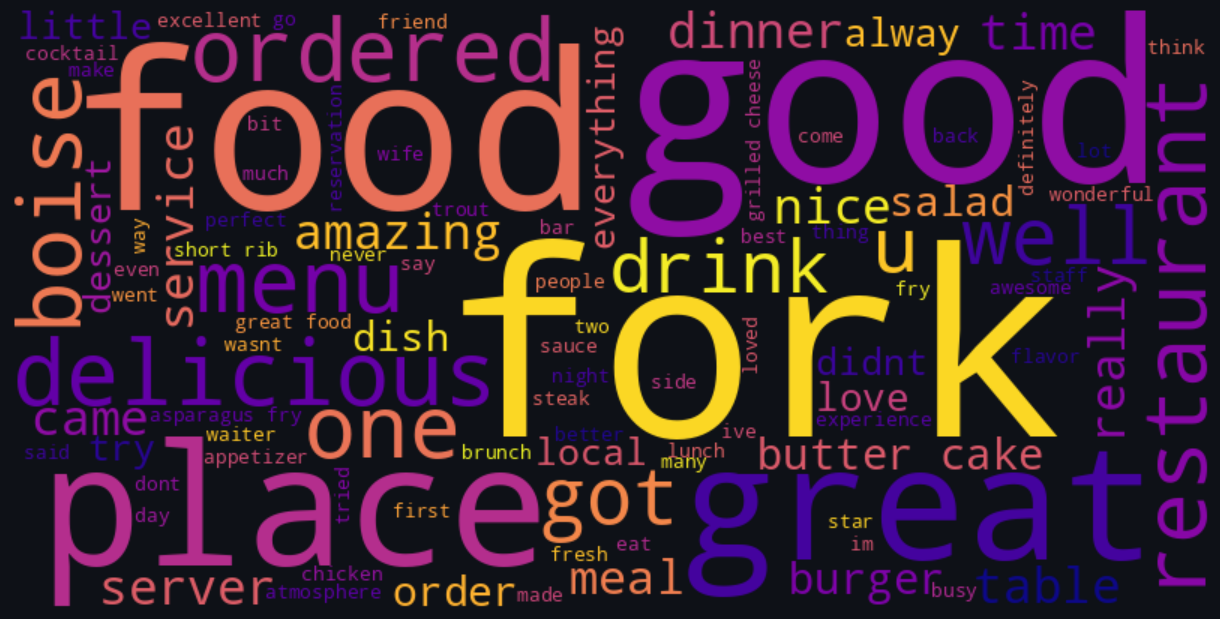 little
excellent
go
friend
cocktail
make
ordered
everything
dinner
alway
time
think
boise
food
good
restaurant
dessert
service
bit
much
reservation
wife
grilled cheese
come
back
definitely
lot
wonderful
way
perfect
trout
amazing
bar
nice
salad
short rib
never
say
best
thing
u
well
even
went
menu
people
drink
fry
staff
awesome
great food
wasnt
dish
fork
two
sauce
loved
didnt
flavor
really
delicious
night
side
steak
love
experience
came
asparagus fry
one
waiter
said
try
appetizer
brunch
better
local
ive
lunch
many
butter cake
place
dont
day
tried
first
got
great
star
im
fresh
eat
server
chicken
atmosphere
order
made
meal
burger
busy
table